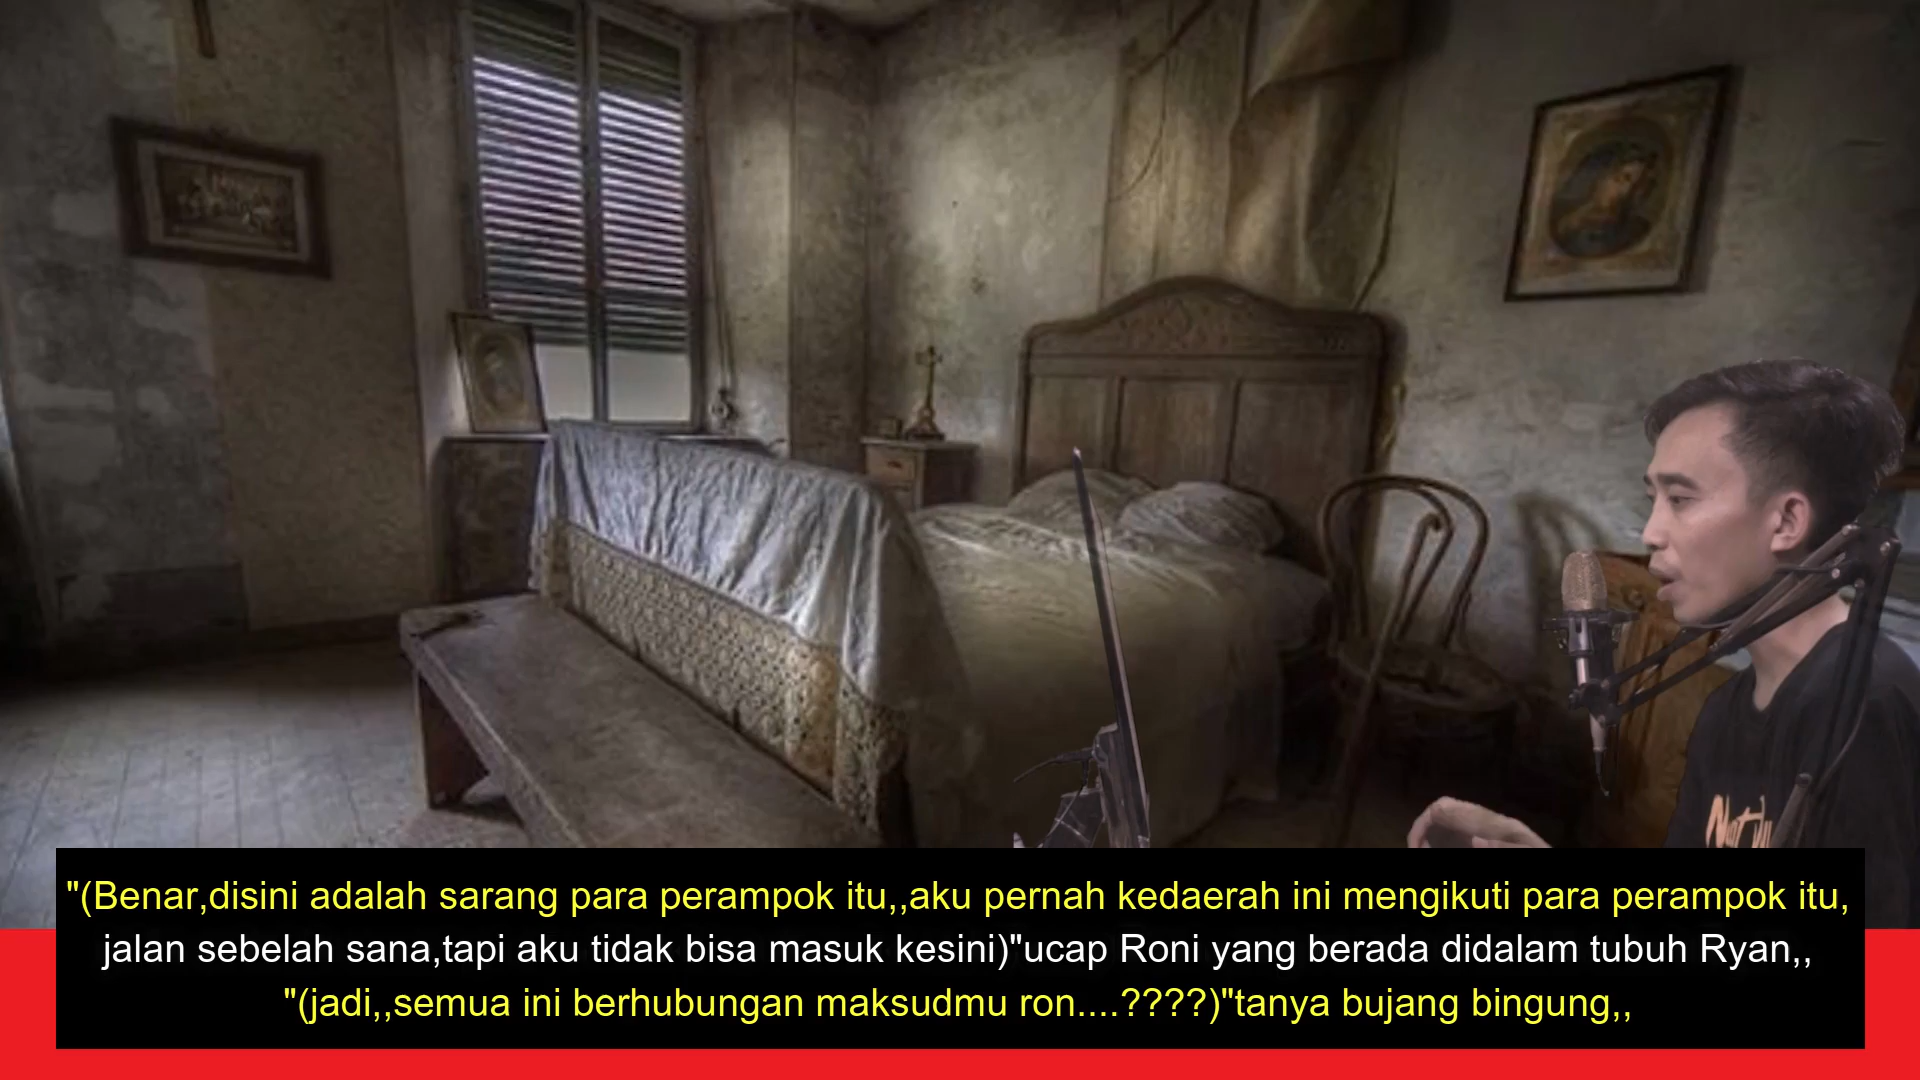 "(Benar,disini adalah sarang para perampok itu,,aku pernah kedaerah ini mengikuti para perampok itu,
jalan sebelah sana,tapi aku tidak bisa masuk kesini)"ucap Roni yang berada didalam tubuh Ryan,,
"(jadi,,semua ini berhubungan maksudmu ron....????)"tanya bujang bingung,,